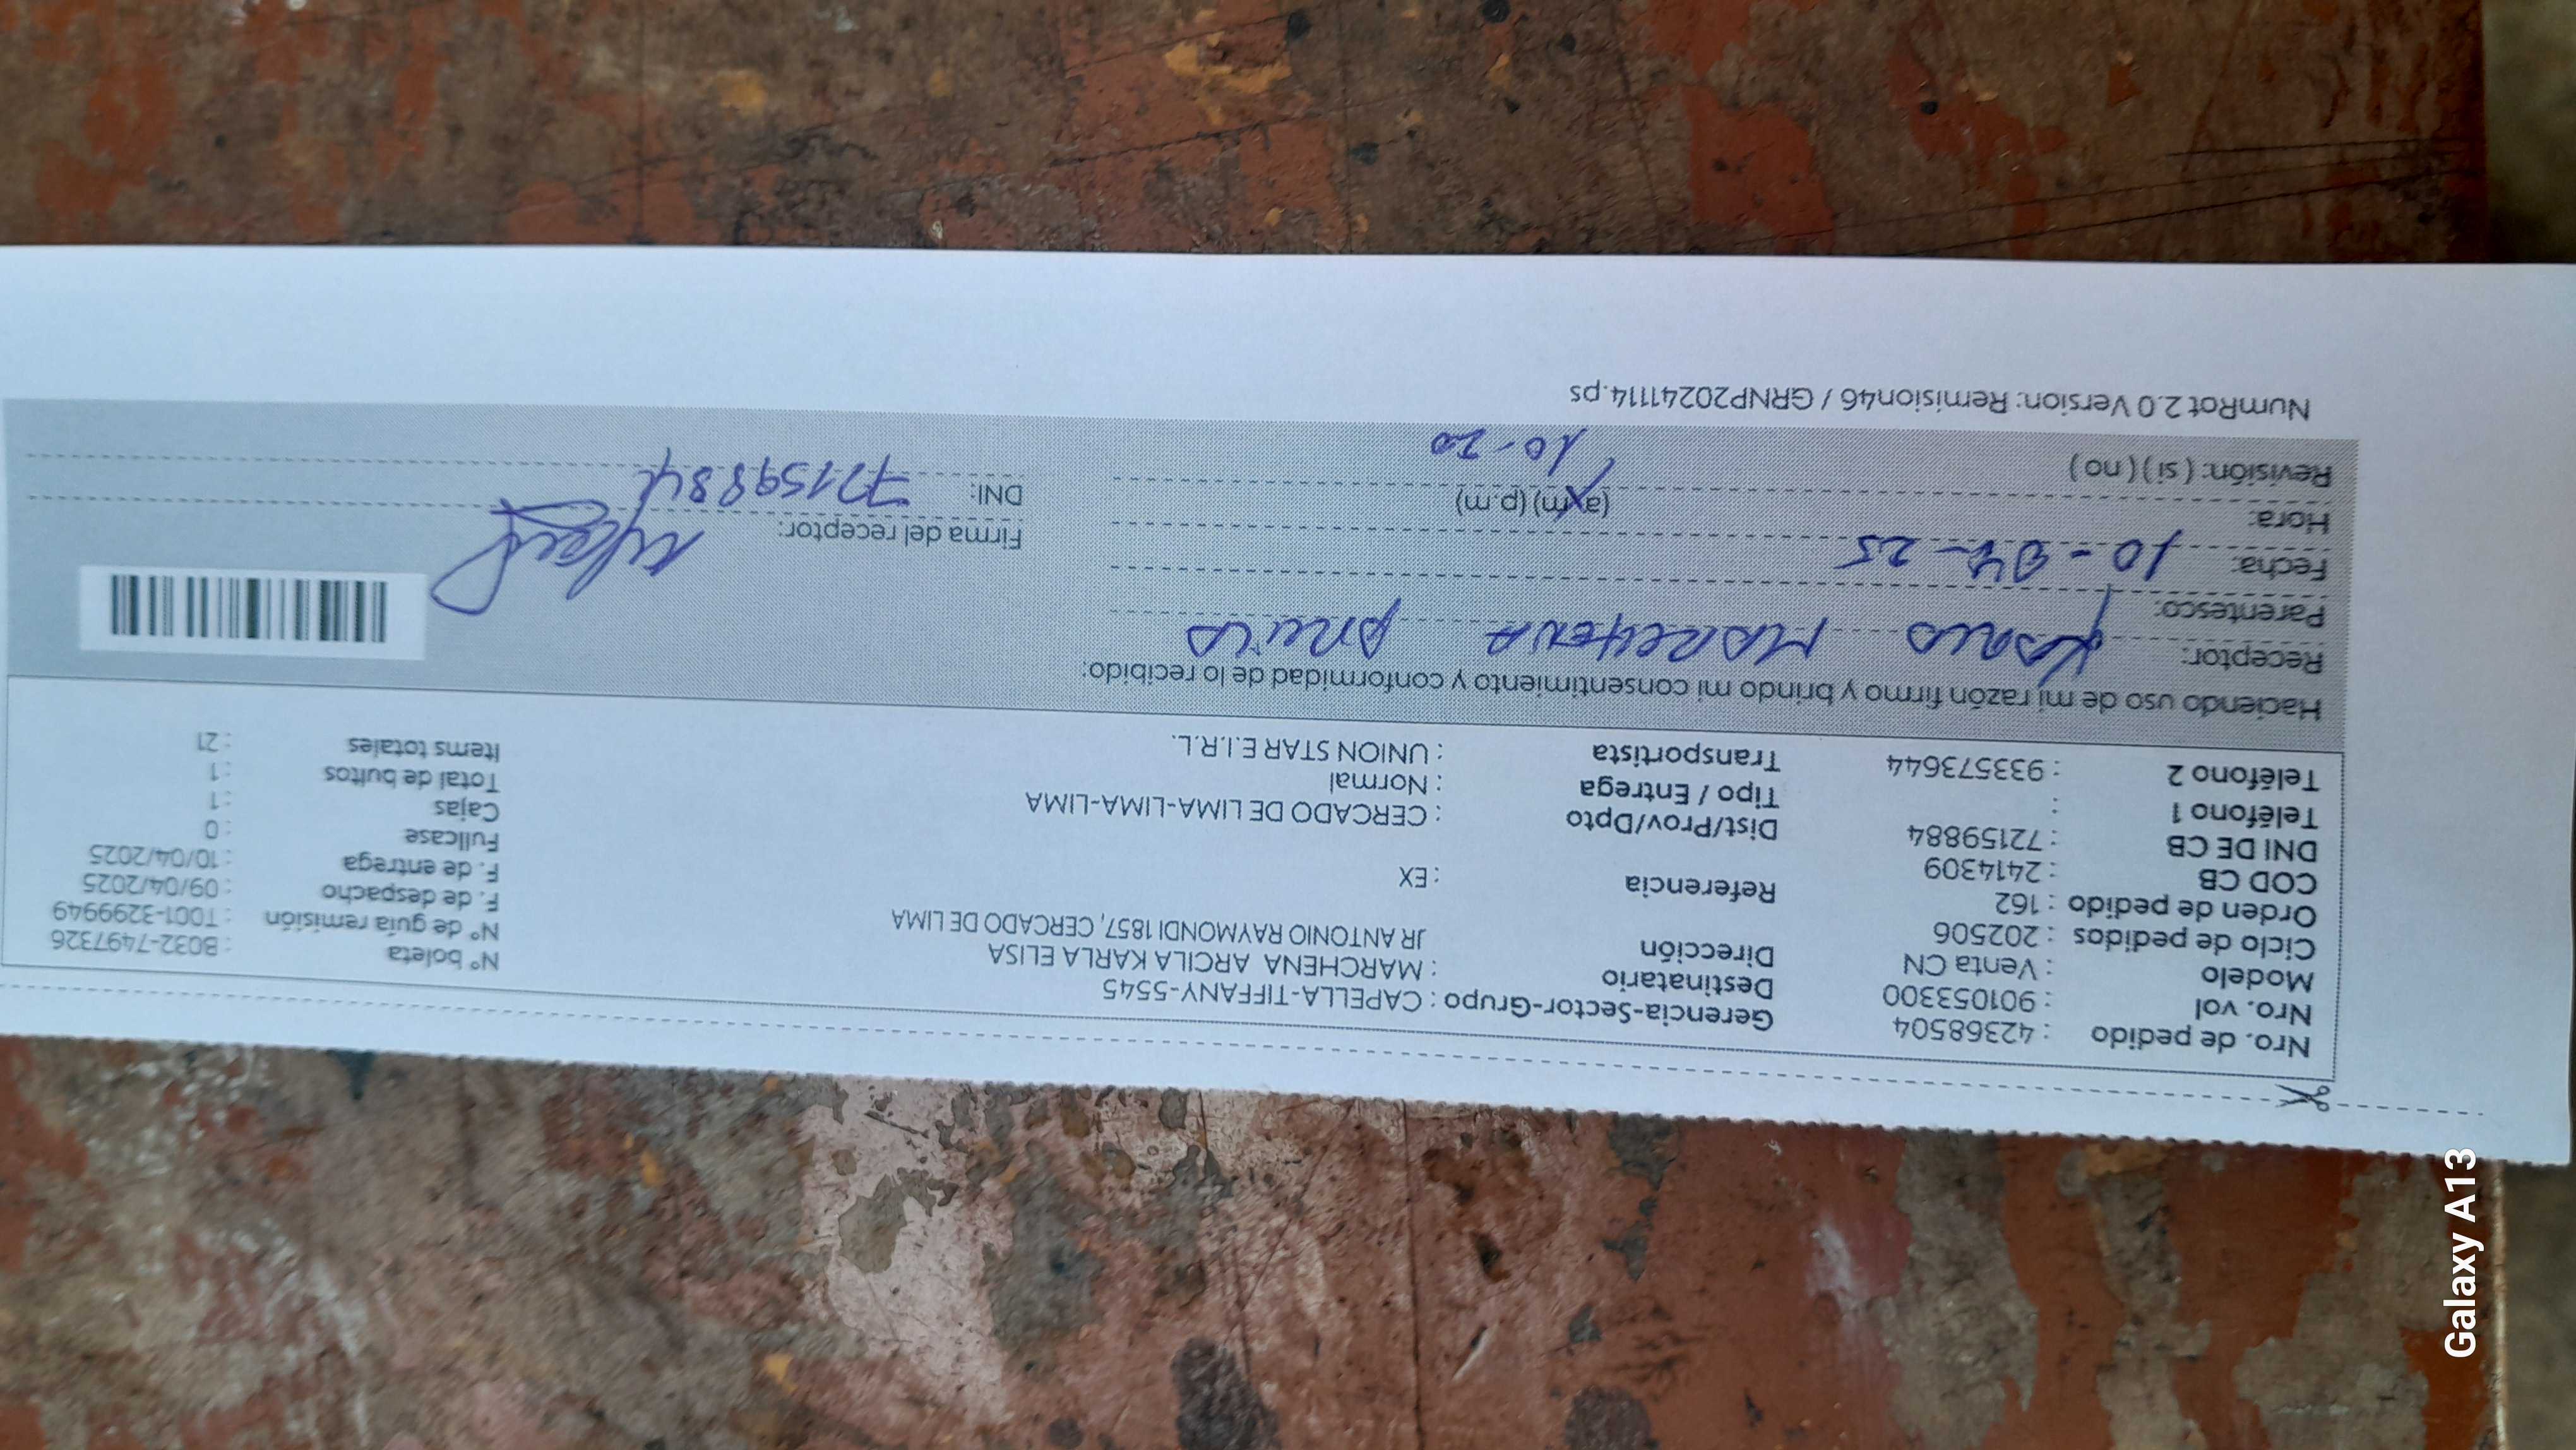 Nro. de pedido : 42368504
Nro. vol : 901053300
Modelo : Venta CN
Ciclo de pedidos : 202506
Orden de pedido : 162
COD CB : 2414309
DNI DE CB : 72159884
Teléfono 1 :
Teléfono 2 : 933573644
Gerencia-Sector-Grupo : CAPELLA-TIFFANY-5545
Destinatario : MARCHENA ARCILA KARLA ELISA
Dirección JR ANTONIO RAYMONDI 1857, CERCADO DE LIMA
Referencia : EX
Dist/Prov/Dpto : CERCADO DE LIMA-LIMA-LIMA
Tipo / Entrega : Normal
Transportista : UNION STAR E.I.R.L.
N° boleta : B032-7497326
N° de guía remisión : T001-3299949
F. de despacho : 09/04/2025
F. de entrega : 10/04/2025
Fullcase : 0
Cajas : 1
Total de bultos : 1
Items totales : 21
Haciendo uso de mi razón firmo y brindo mi consentimiento y conformidad de lo recibido:
Receptor: MARCHENA
Parentesco:
Fecha: 10-04-25
Hora: (a.m) (p.m)
Revisión: (si) (no) 10-20
Firma del receptor:
DNI: 72159884
NumRot 2.0 Version: Remision46 / GRNP20241114.ps
Galaxy A13